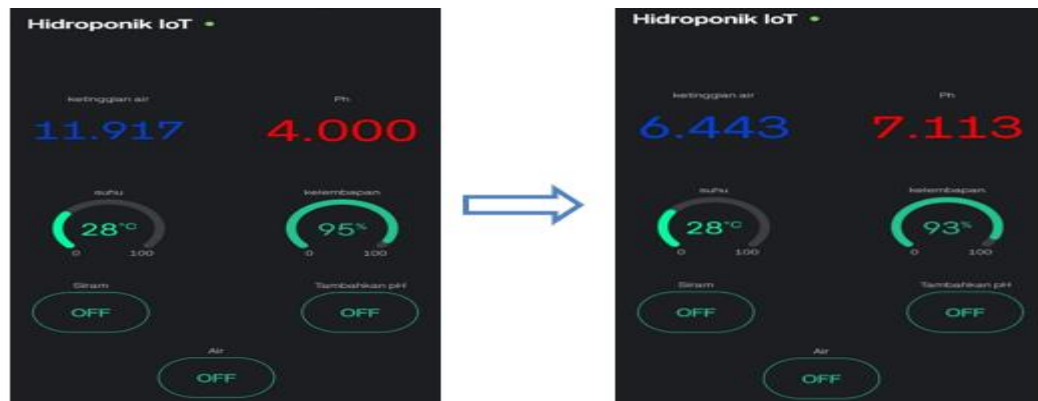 Hidroponik IoT
ketinggian air
Ph
11.917
4.000
suhu
kelembapan
28°C
95%
0
100
0
100
Siram
Tambahkan pH
OFF
OFF
Air
OFF
Hidroponik IoT
ketinggian air
Ph
6.443
7.113
suhu
kelembapan
28°C
93%
0
100
0
100
Siram
Tambahkan pH
OFF
OFF
Air
OFF